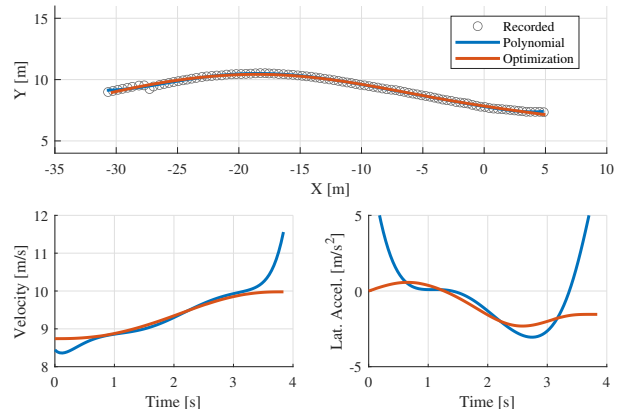 15
10
5
Y [m]
-35 -30 -25 -20 -15 -10 -5 0 5 10
X [m]
Recorded
Polynomial
Optimization
12
11
10
9
8
Velocity [m/s]
0 1 2 3 4
Time [s]
5
0
-5
Lat. Accel. [m/s²]
0 1 2 3 4
Time [s]